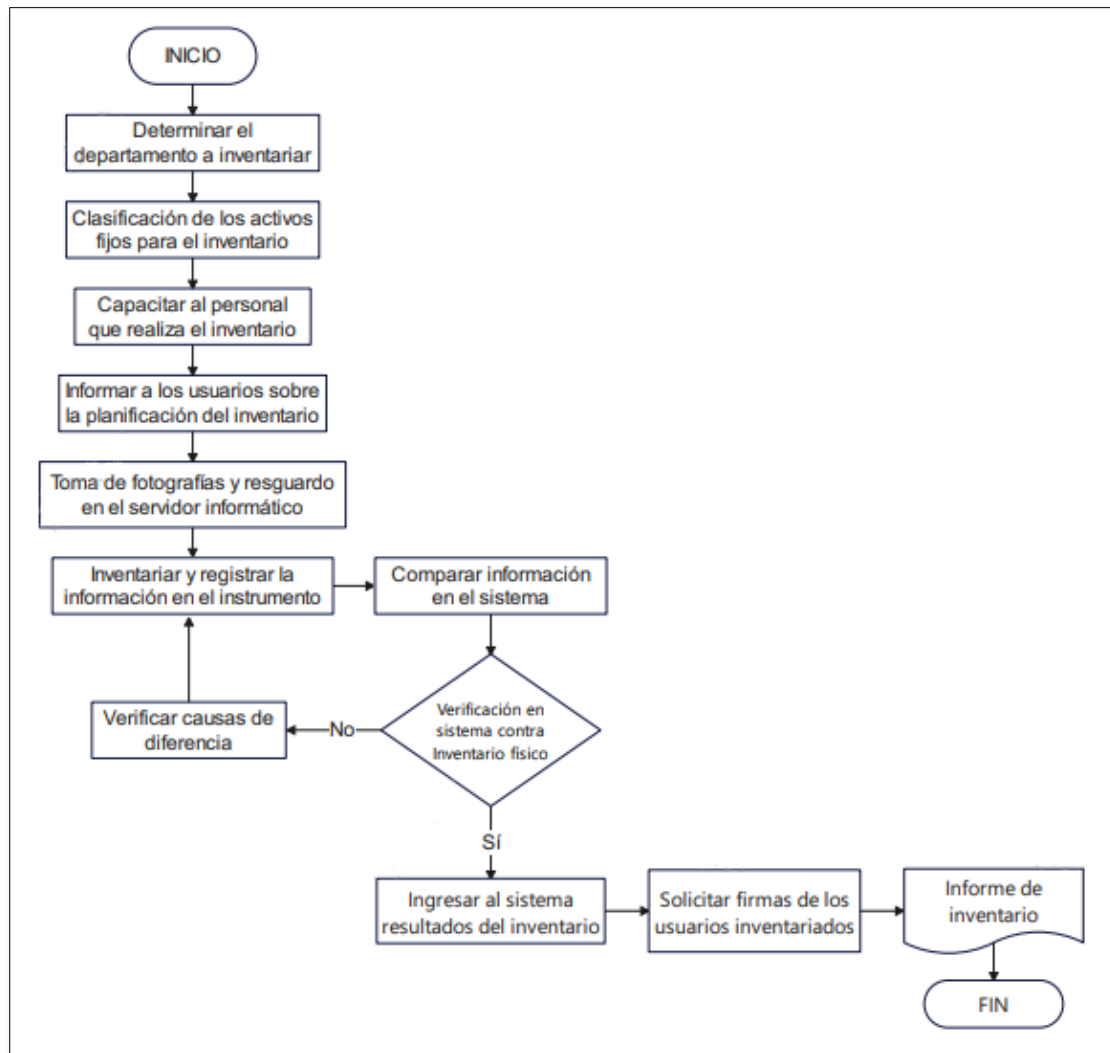 INICIO
Determinar el
departamento a inventariar
Clasificación de los activos
fijos para el inventario
Capacitar al personal
que realiza el inventario
Informar a los usuarios sobre
la planificación del inventario
Toma de fotografías y resguardo
en el servidor informático
Inventariar y registrar la
información en el instrumento
Comparar información
en el sistema
Verificación en
sistema contra
Inventario físico
No
Verificar causas de
diferencia
Sí
Ingresar al sistema
resultados del inventario
Solicitar firmas de los
usuarios inventariados
Informe de
inventario
FIN